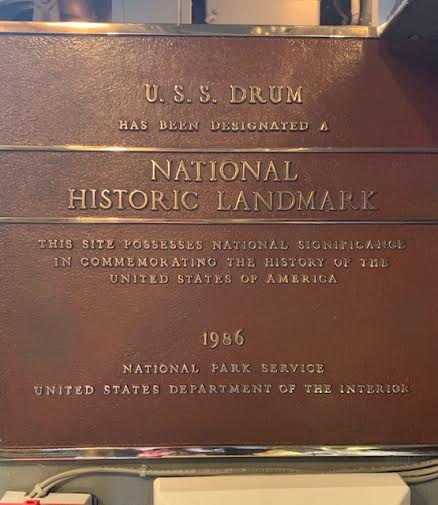 U. S. S. DRUM
HAS BEEN DESIGNATED A
NATIONAL
HISTORIC LANDMARK
THIS SITE POSSESSES NATIONAL SIGNIFICANCE
IN COMMEMORATING THE HISTORY OF THE
UNITED STATES OF AMERICA
1986
NATIONAL PARK SERVICE
UNITED STATES DEPARTMENT OF THE INTERIOR